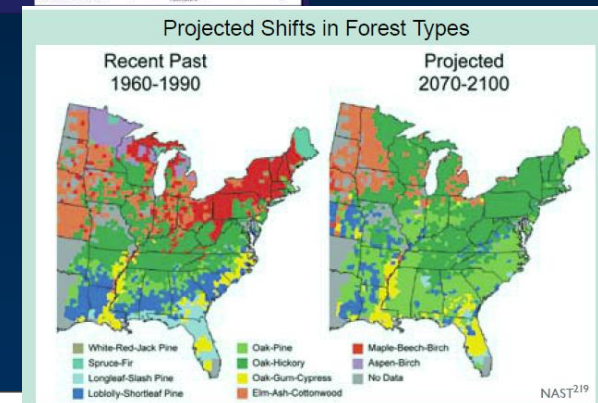 Projected Shifts in Forest Types
Recent Past
1960-1990
Projected
2070-2100
White-Red-Jack Pine
Spruce-Fir
Longleaf-Slash Pine
Loblolly-Shortleaf Pine
Oak-Pine
Oak-Hickory
Oak-Gum-Cypress
Elm-Ash-Cottonwood
Maple-Beech-Birch
Aspen-Birch
No Data
NAST219